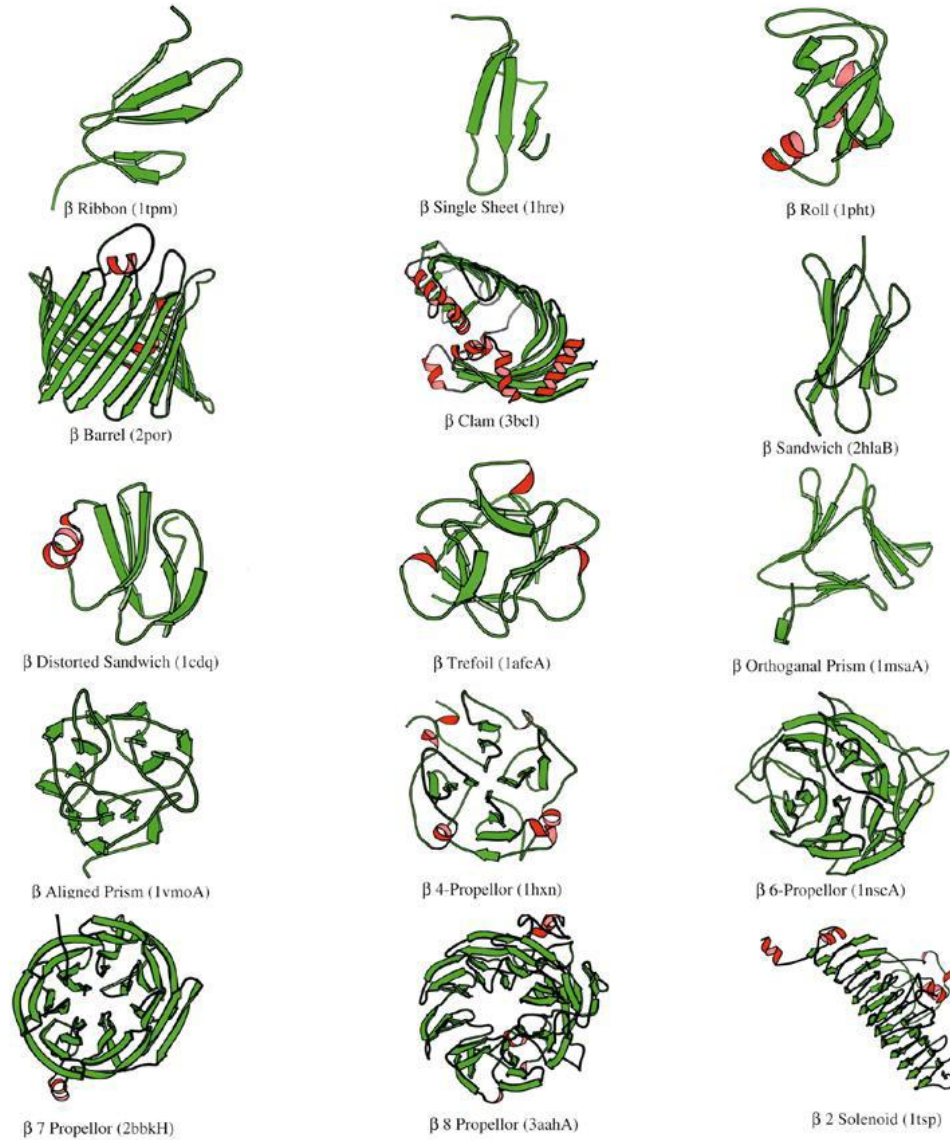 β Ribbon (1tpm)
β Single Sheet (1hre)
β Roll (1pht)
β Barrel (2por)
β Clam (3bcl)
β Sandwich (2hlaB)
β Distorted Sandwich (1cdq)
β Trefoil (1afcA)
β Orthoganal Prism (1msaA)
β Aligned Prism (1vmoA)
β 4-Propellor (1hxn)
β 6-Propellor (1nscA)
β 7 Propellor (2bbkH)
β 8 Propellor (3aahA)
β 2 Solenoid (1tsp)